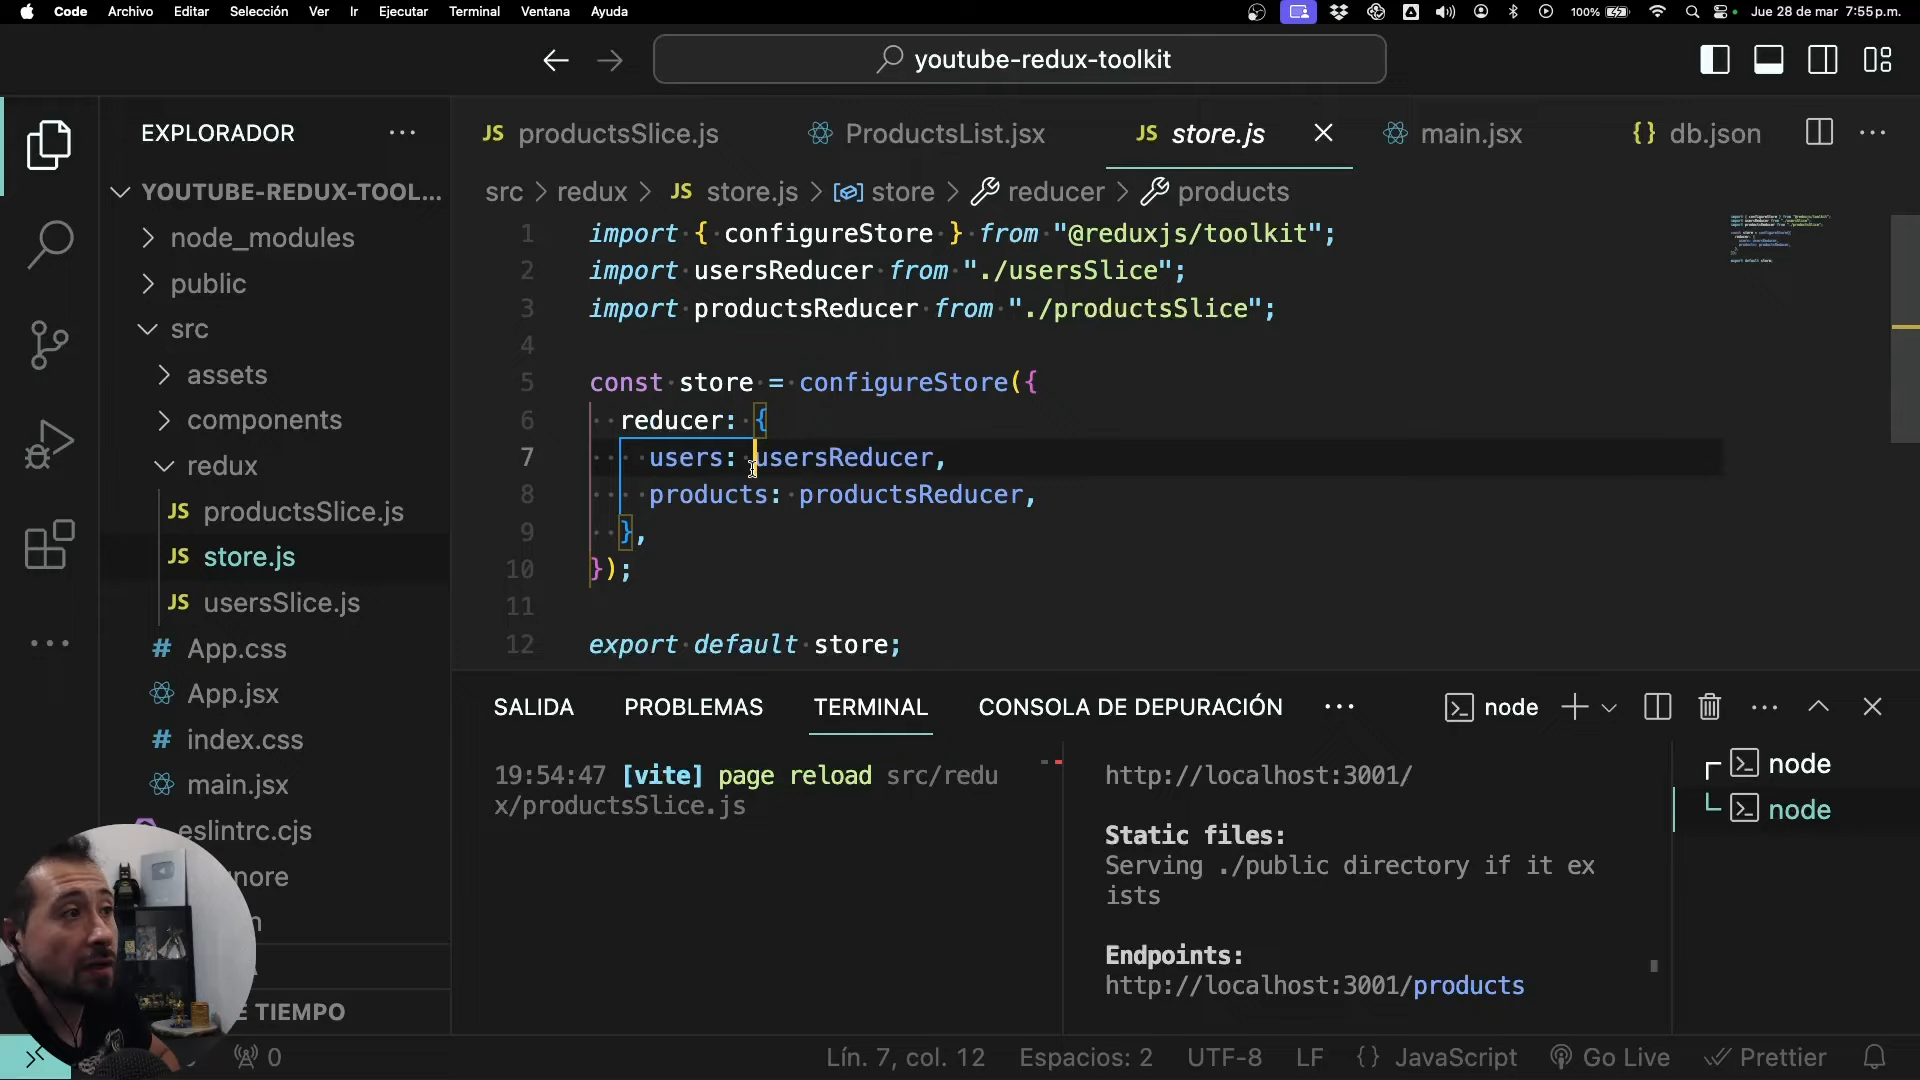 Code Archivo Editar Selección Ver Ir Ejecutar Terminal Ventana Ayuda 100% Jue 28 de mar 7:55 p.m.
youtube-redux-toolkit
EXPLORADOR
YOUTUBE-REDUX-TOOL...
node_modules
public
src
assets
components
redux
JS productsSlice.js
JS store.js
JS usersSlice.js
# App.css
App.jsx
# index.css
main.jsx
eslintrc.cjs
nore
E TIEMPO
JS productsSlice.js ProductsList.jsx JS store.js main.jsx {} db.json
src > redux > JS store.js > store > reducer > products
1 import { configureStore } from "@reduxjs/toolkit";
2 import usersReducer from "./usersSlice";
3 import productsReducer from "./productsSlice";
4
5 const store = configureStore({
6 reducer: {
7 users: usersReducer,
8 products: productsReducer,
9 },
10 });
11
12 export default store;
SALIDA PROBLEMAS TERMINAL CONSOLA DE DEPURACIÓN node
19:54:47 [vite] page reload src/redu
x/productsSlice.js
http://localhost:3001/
Static files:
Serving ./public directory if it ex
ists
Endpoints:
http://localhost:3001/products
node
node
0 Lín. 7, col. 12 Espacios: 2 UTF-8 LF {} JavaScript Go Live Prettier